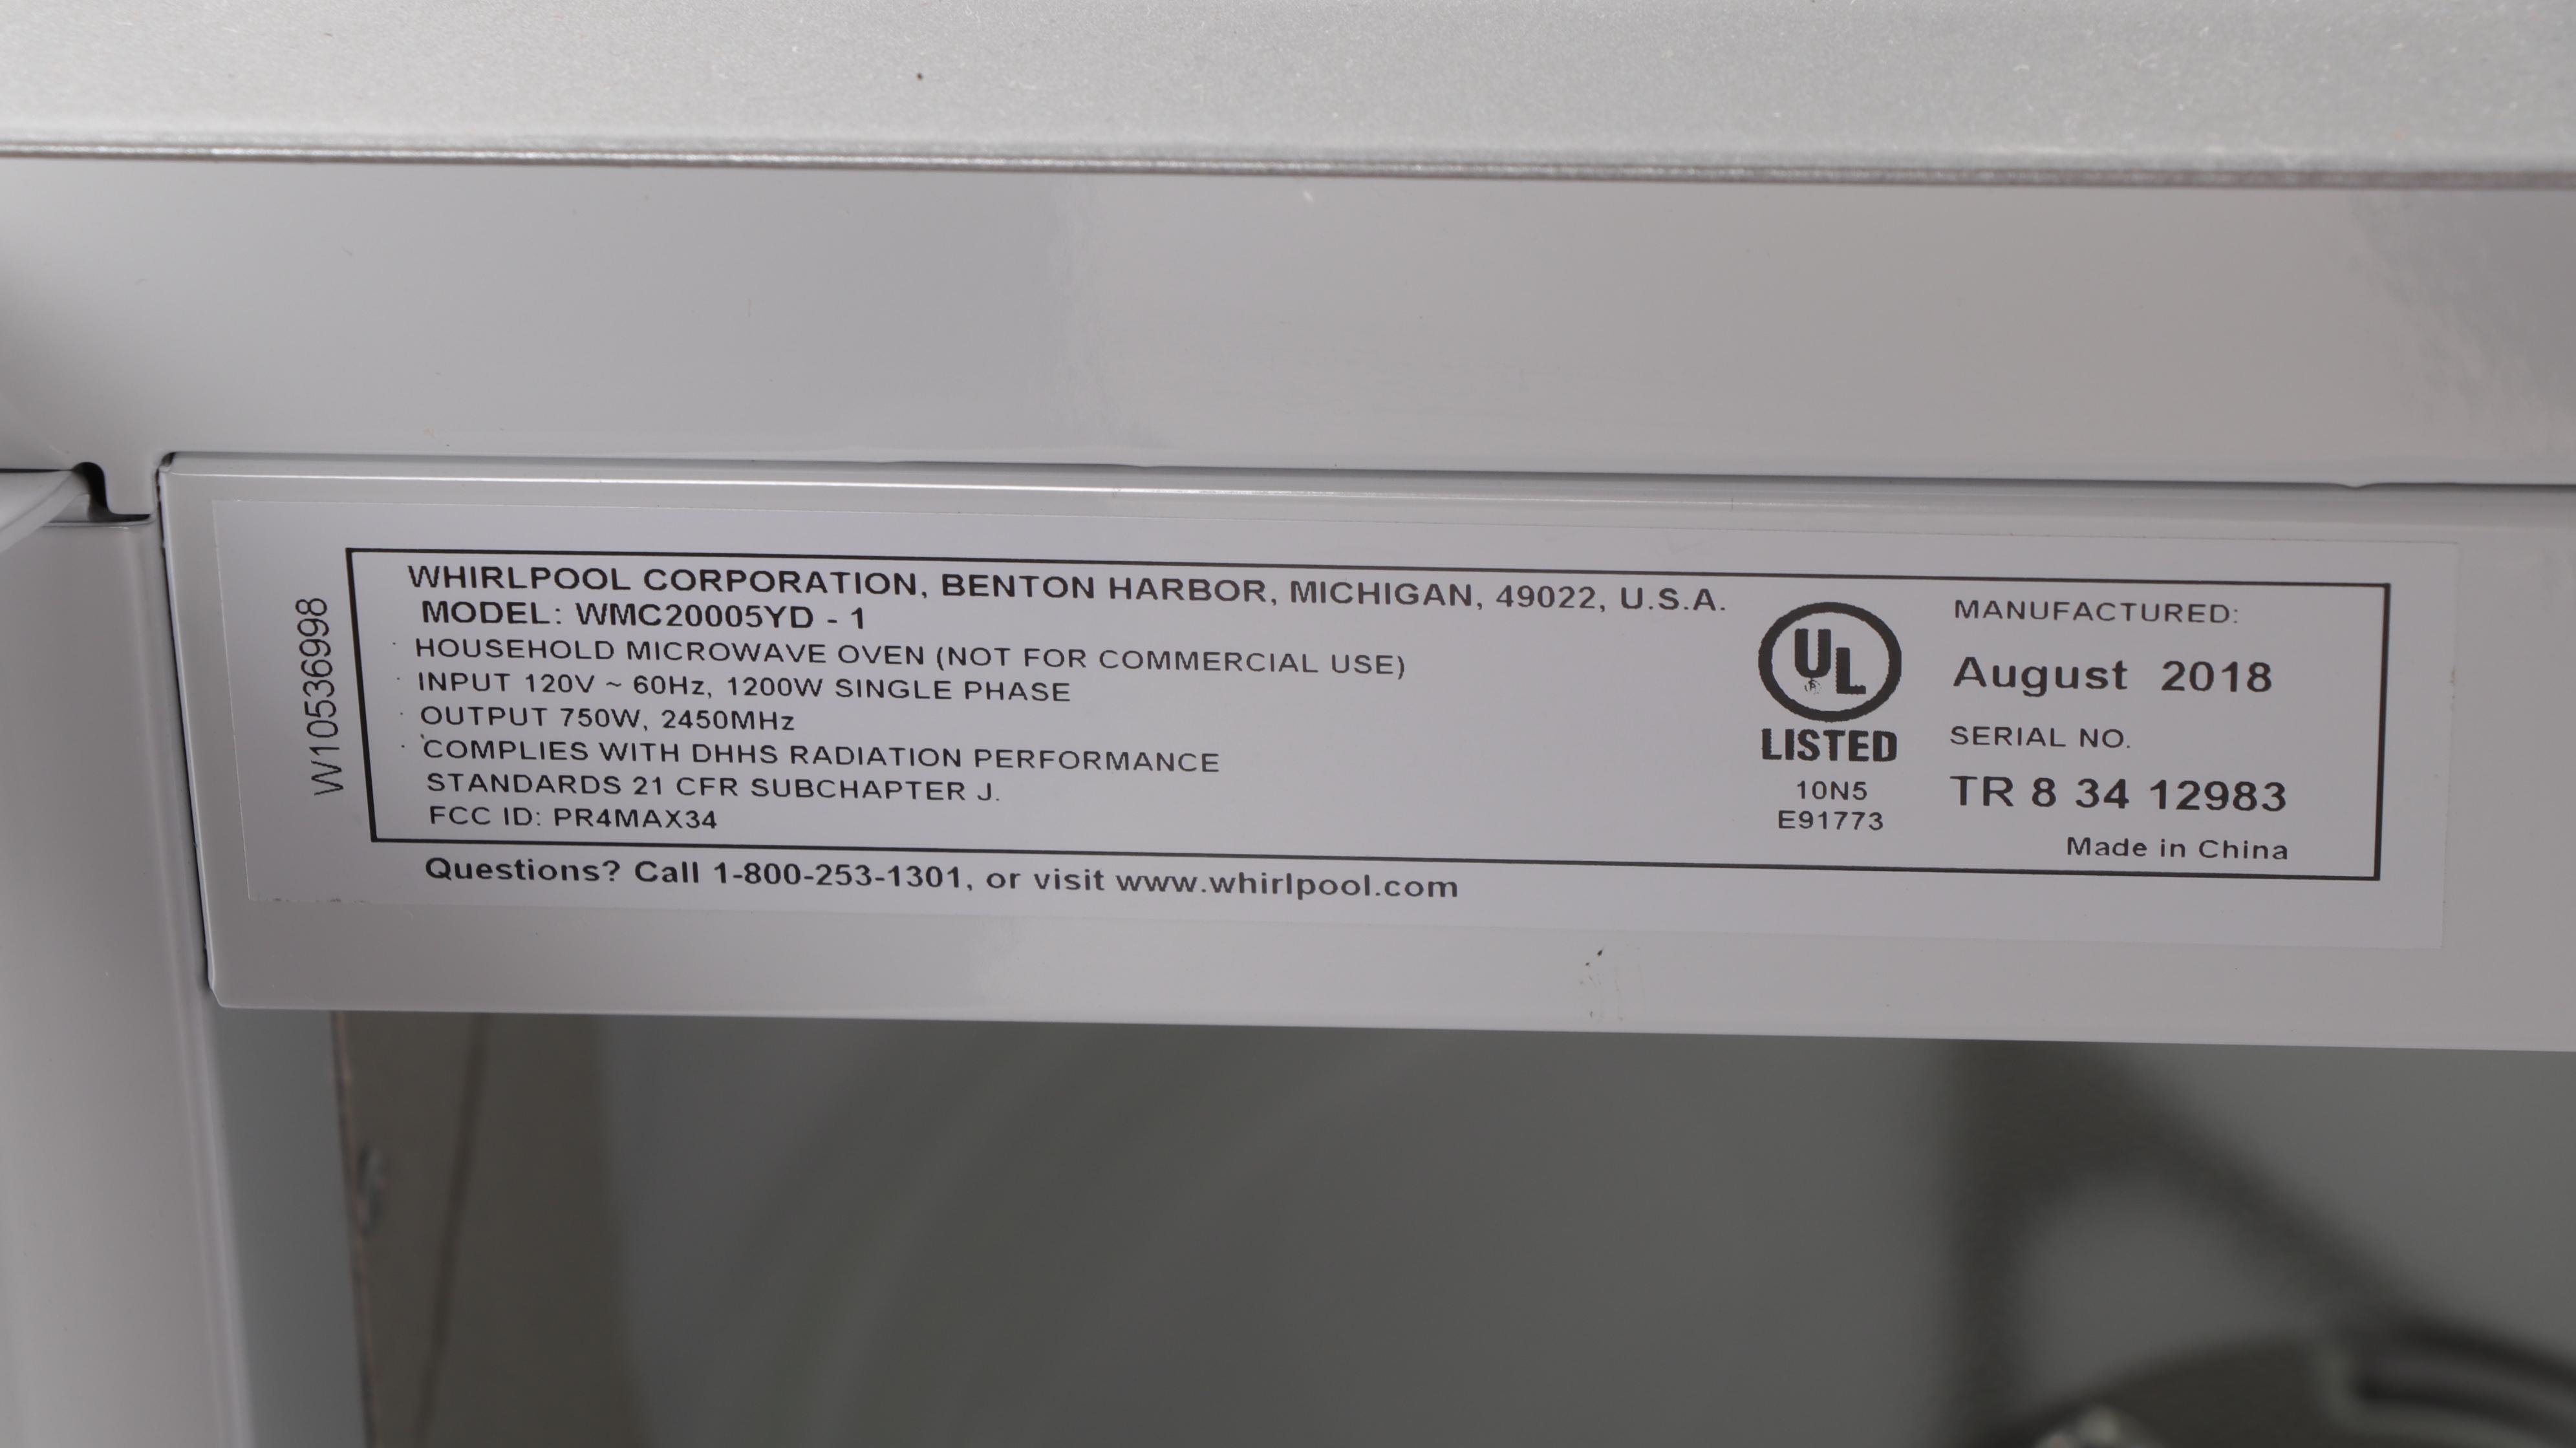 W10536998
WHIRLPOOL CORPORATION, BENTON HARBOR, MICHIGAN, 49022, U.S.A.
MODEL: WMC20005YD - 1
· HOUSEHOLD MICROWAVE OVEN (NOT FOR COMMERCIAL USE)
· INPUT 120V ~ 60Hz, 1200W SINGLE PHASE
· OUTPUT 750W, 2450MHz
· COMPLIES WITH DHHS RADIATION PERFORMANCE
STANDARDS 21 CFR SUBCHAPTER J.
FCC ID: PR4MAX34
UL
LISTED
10N5
E91773
MANUFACTURED:
August 2018
SERIAL NO.
TR 8 34 12983
Made in China
Questions? Call 1-800-253-1301, or visit www.whirlpool.com